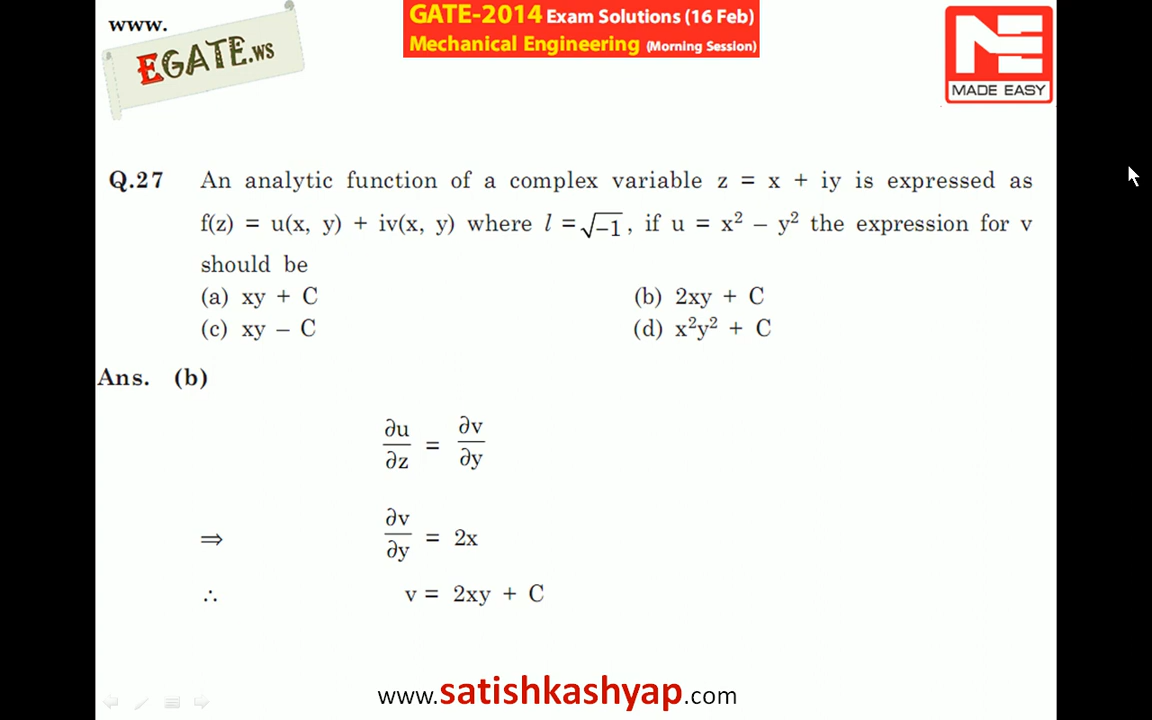 www.
EGATE.ws
GATE-2014 Exam Solutions (16 Feb)
Mechanical Engineering (Morning Session)
ME
MADE EASY
Q.27 An analytic function of a complex variable z = x + iy is expressed as
f(z) = u(x, y) + iv(x, y) where l = √−1, if u = x² − y² the expression for v
should be
(a) xy + C (b) 2xy + C
(c) xy − C (d) x²y² + C
Ans. (b)
∂u/∂z = ∂v/∂y
⇒ ∂v/∂y = 2x
∴ v = 2xy + C
www.satishkashyap.com